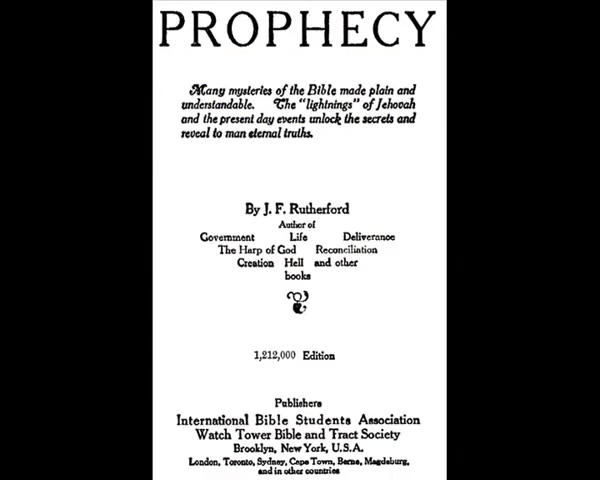 PROPHECY
Many mysteries of the Bible made plain and
understandable. The "lightnings" of Jehovah
and the present day events unlock the secrets and
reveal to man eternal truths.
By J. F. Rutherford
Author of
Government Life Deliverance
The Harp of God Reconciliation
Creation Hell and other
books
1,212,000 Edition
Publishers
International Bible Students Association
Watch Tower Bible and Tract Society
Brooklyn, New York, U.S.A.
London, Toronto, Sydney, Cape Town, Berne, Magdeburg,
and in other countries